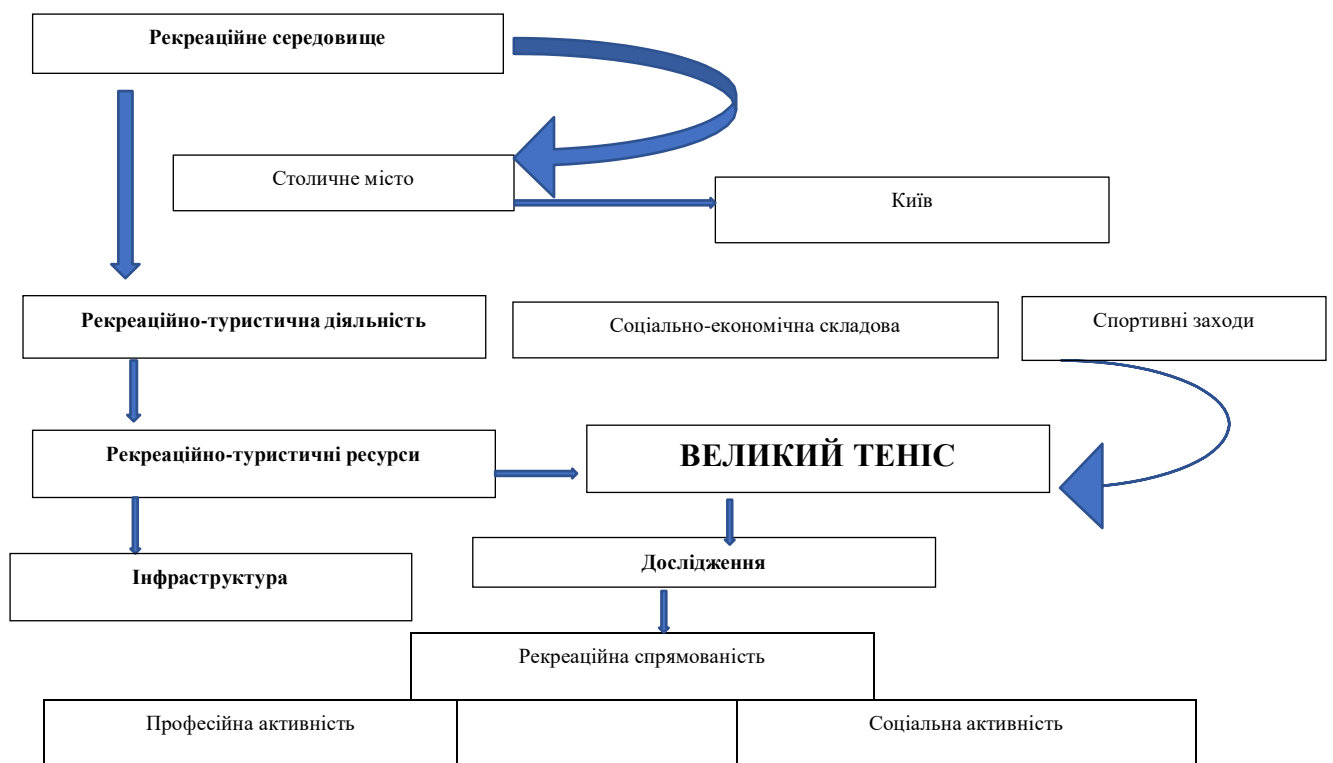 Рекреаційне середовище
Столичне місто
Київ
Рекреаційно-туристична діяльність
Соціально-економічна складова
Спортивні заходи
Рекреаційно-туристичні ресурси
ВЕЛИКИЙ ТЕНІС
Інфраструктура
Дослідження
Рекреаційна спрямованість
Професійна активність
Соціальна активність